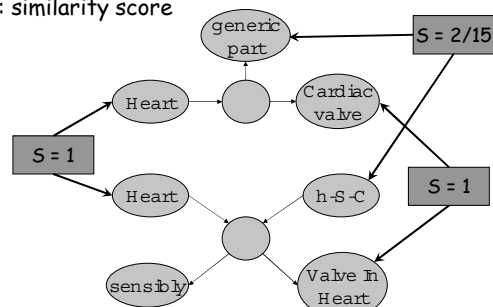 : similarity score
generic
part
S = 2/15
Heart
Cardiac
valve
S = 1
Heart
h-S-C
S = 1
sensibly
Valve In
Heart